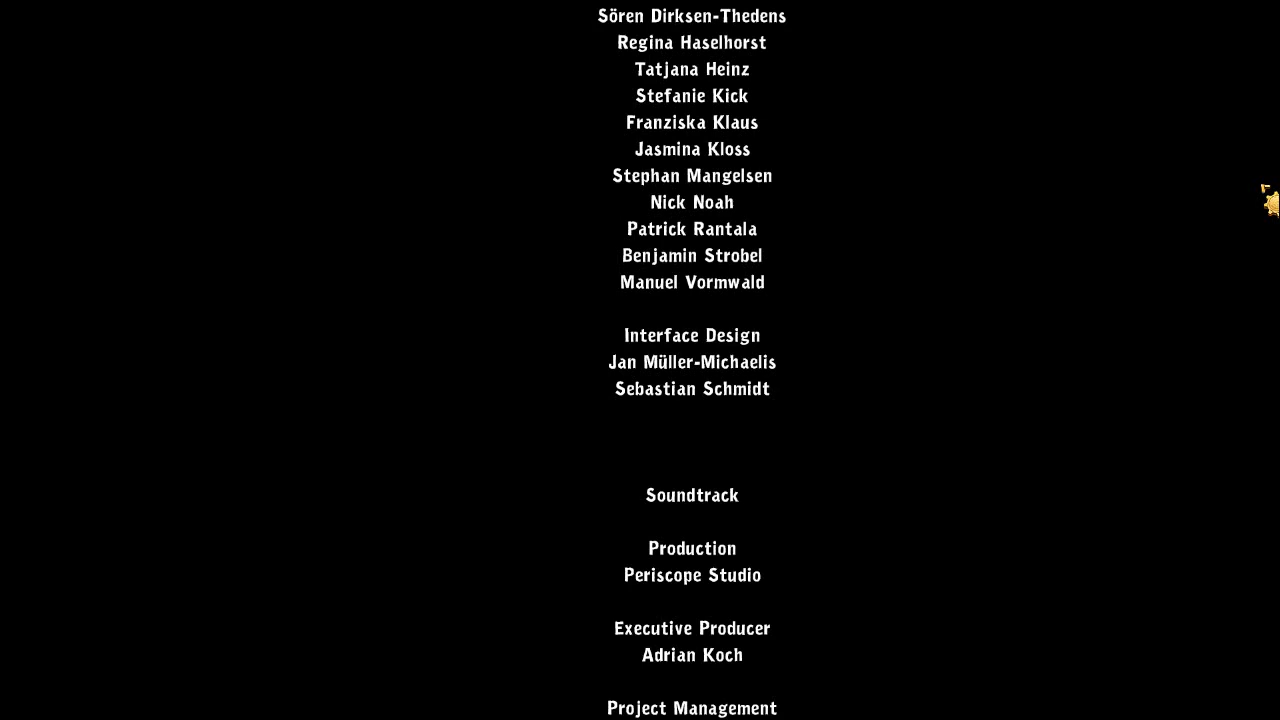 Sören Dirksen-Thedens
Regina Haselhorst
Tatjana Heinz
Stefanie Kick
Franziska Klaus
Jasmina Kloss
Stephan Mangelsen
Nick Noah
Patrick Rantala
Benjamin Strobel
Manuel Vormwald
Interface Design
Jan Müller-Michaelis
Sebastian Schmidt
Soundtrack
Production
Periscope Studio
Executive Producer
Adrian Koch
Project Management